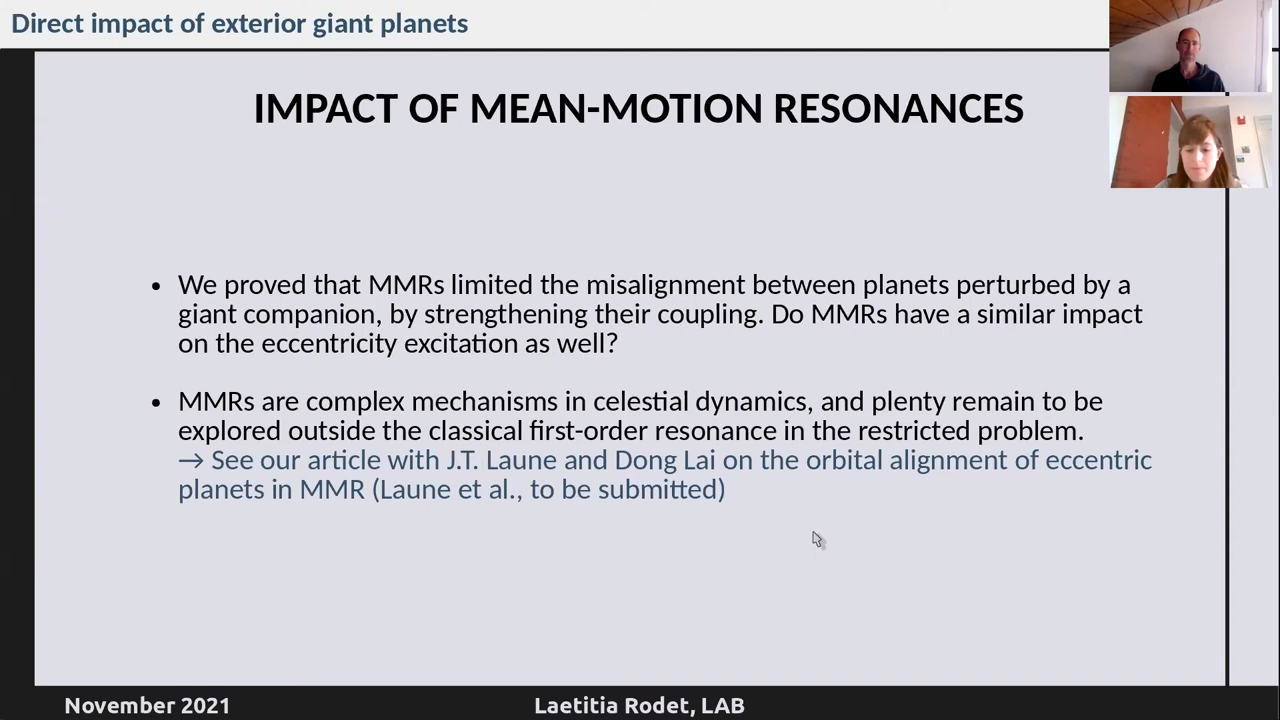 Direct impact of exterior giant planets
IMPACT OF MEAN-MOTION RESONANCES
• We proved that MMRs limited the misalignment between planets perturbed by a
giant companion, by strengthening their coupling. Do MMRs have a similar impact
on the eccentricity excitation as well?
• MMRs are complex mechanisms in celestial dynamics, and plenty remain to be
explored outside the classical first-order resonance in the restricted problem.
→ See our article with J.T. Laune and Dong Lai on the orbital alignment of eccentric
planets in MMR (Laune et al., to be submitted)
November 2021
Laetitia Rodet, LAB